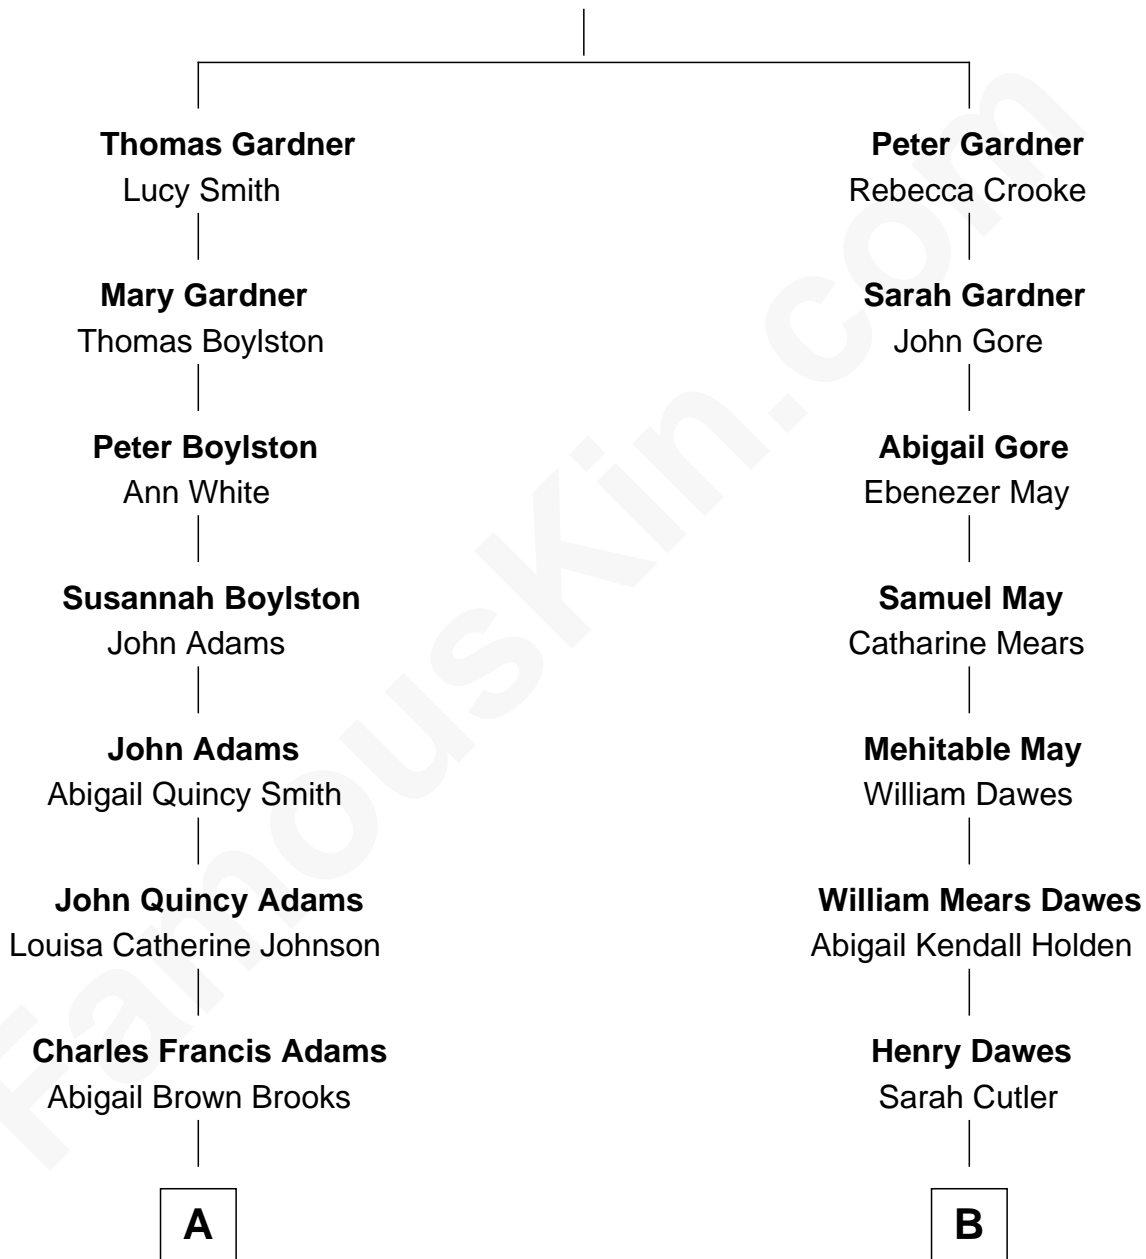 Thomas Gardner
Lucy Smith
Mary Gardner
Thomas Boylston
Peter Boylston
Ann White
Susannah Boylston
John Adams
John Adams
Abigail Quincy Smith
John Quincy Adams
Louisa Catherine Johnson
Charles Francis Adams
Abigail Brown Brooks
A
Peter Gardner
Rebecca Crooke
Sarah Gardner
John Gore
Abigail Gore
Ebenezer May
Samuel May
Catharine Mears
Mehitable May
William Dawes
William Mears Dawes
Abigail Kendall Holden
Henry Dawes
Sarah Cutler
B
FamousKin.com